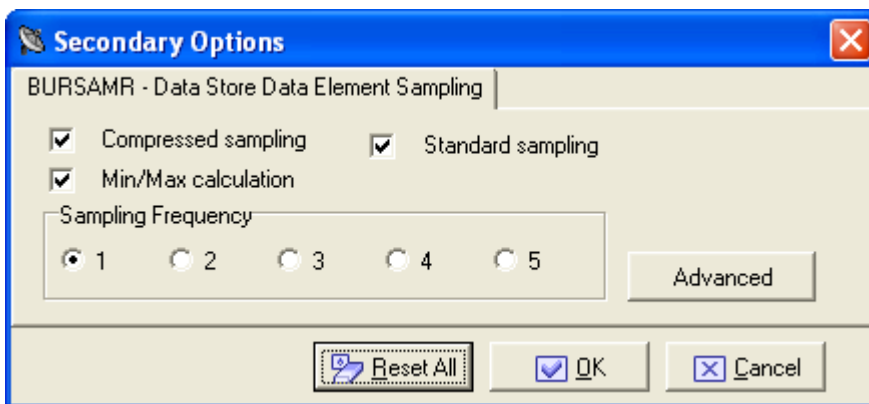 Secondary Options
BURSAMR - Data Store Data Element Sampling
Compressed sampling Standard sampling
Min/Max calculation
Sampling Frequency
1 2 3 4 5
Advanced
Reset All OK Cancel